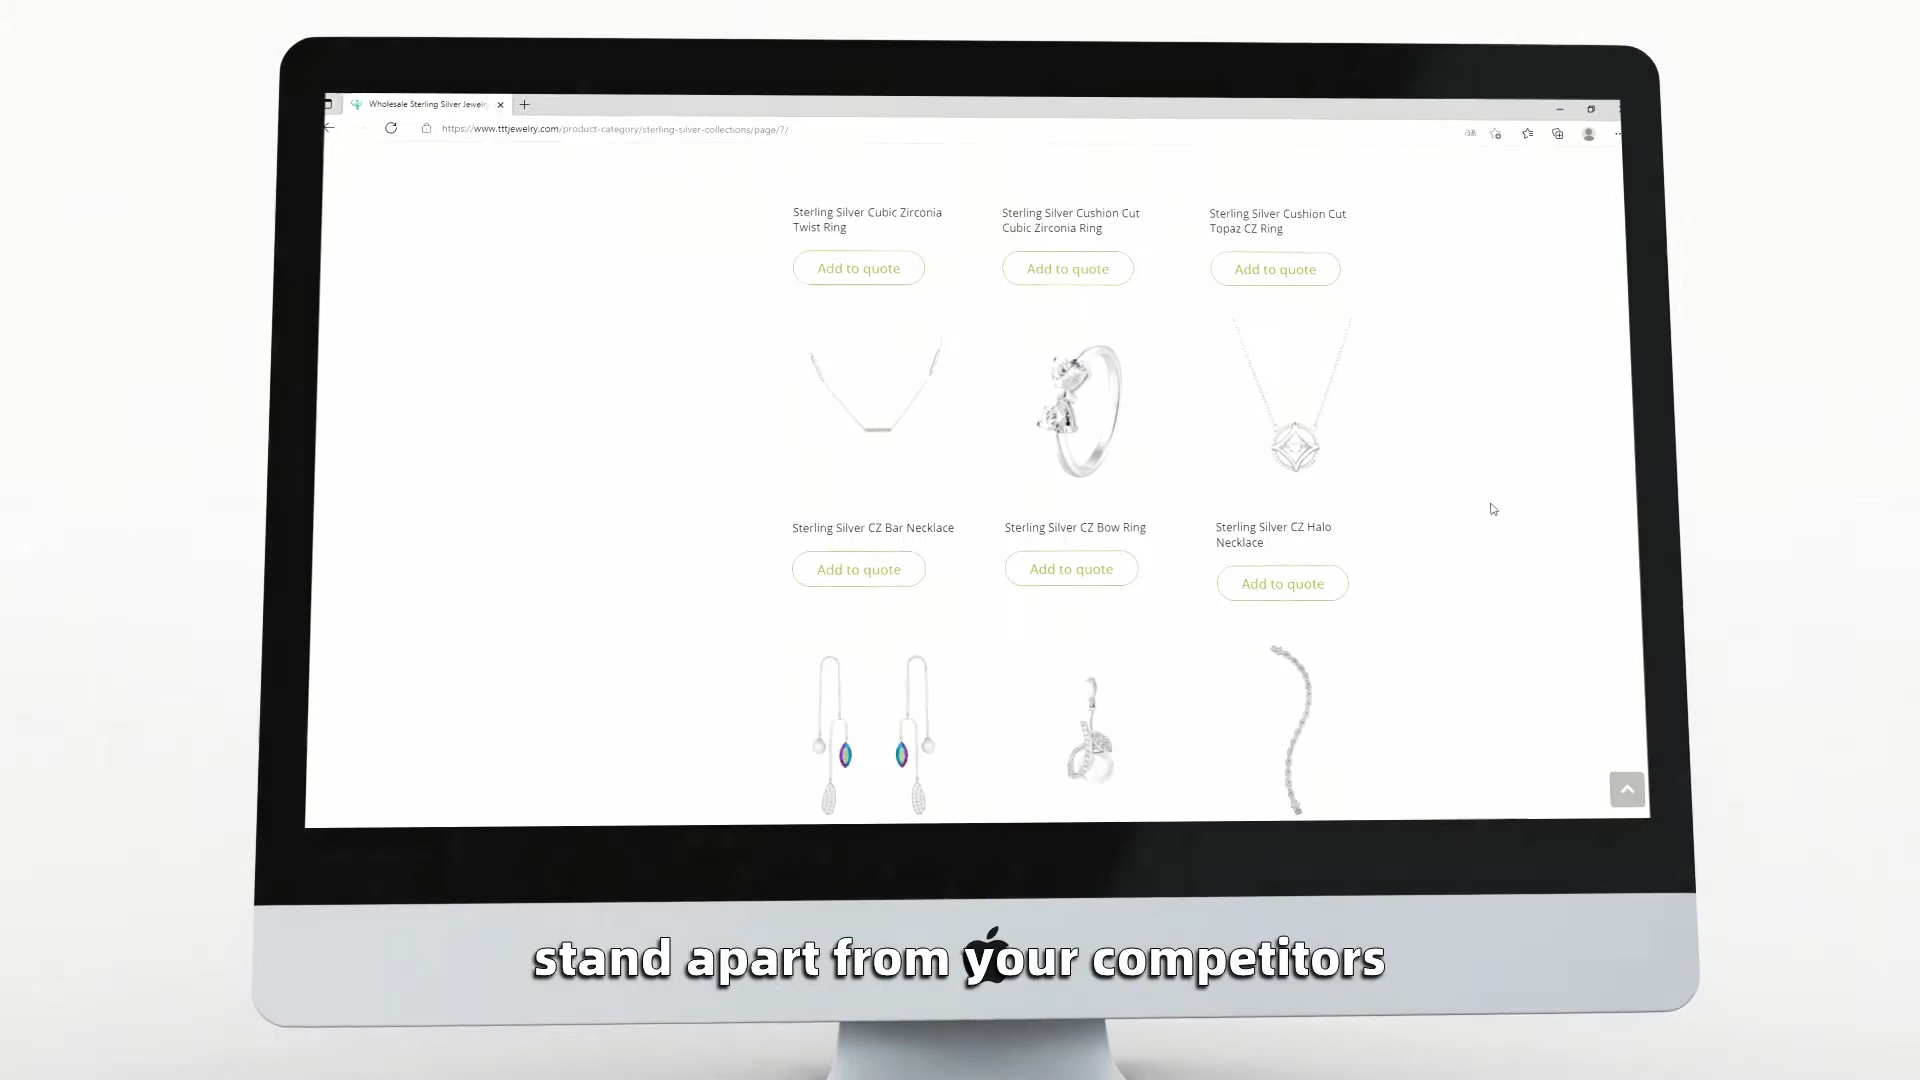 Wholesale Sterling Silver Jewelry
https://www.tttjewelry.com/product-category/sterling-silver-collections/page/7/
Sterling Silver Cubic Zirconia
Twist Ring
Sterling Silver Cushion Cut
Cubic Zirconia Ring
Sterling Silver Cushion Cut
Topaz CZ Ring
Add to quote
Add to quote
Add to quote
Sterling Silver CZ Bar Necklace
Sterling Silver CZ Bow Ring
Sterling Silver CZ Halo
Necklace
Add to quote
Add to quote
Add to quote
stand apart from your competitors